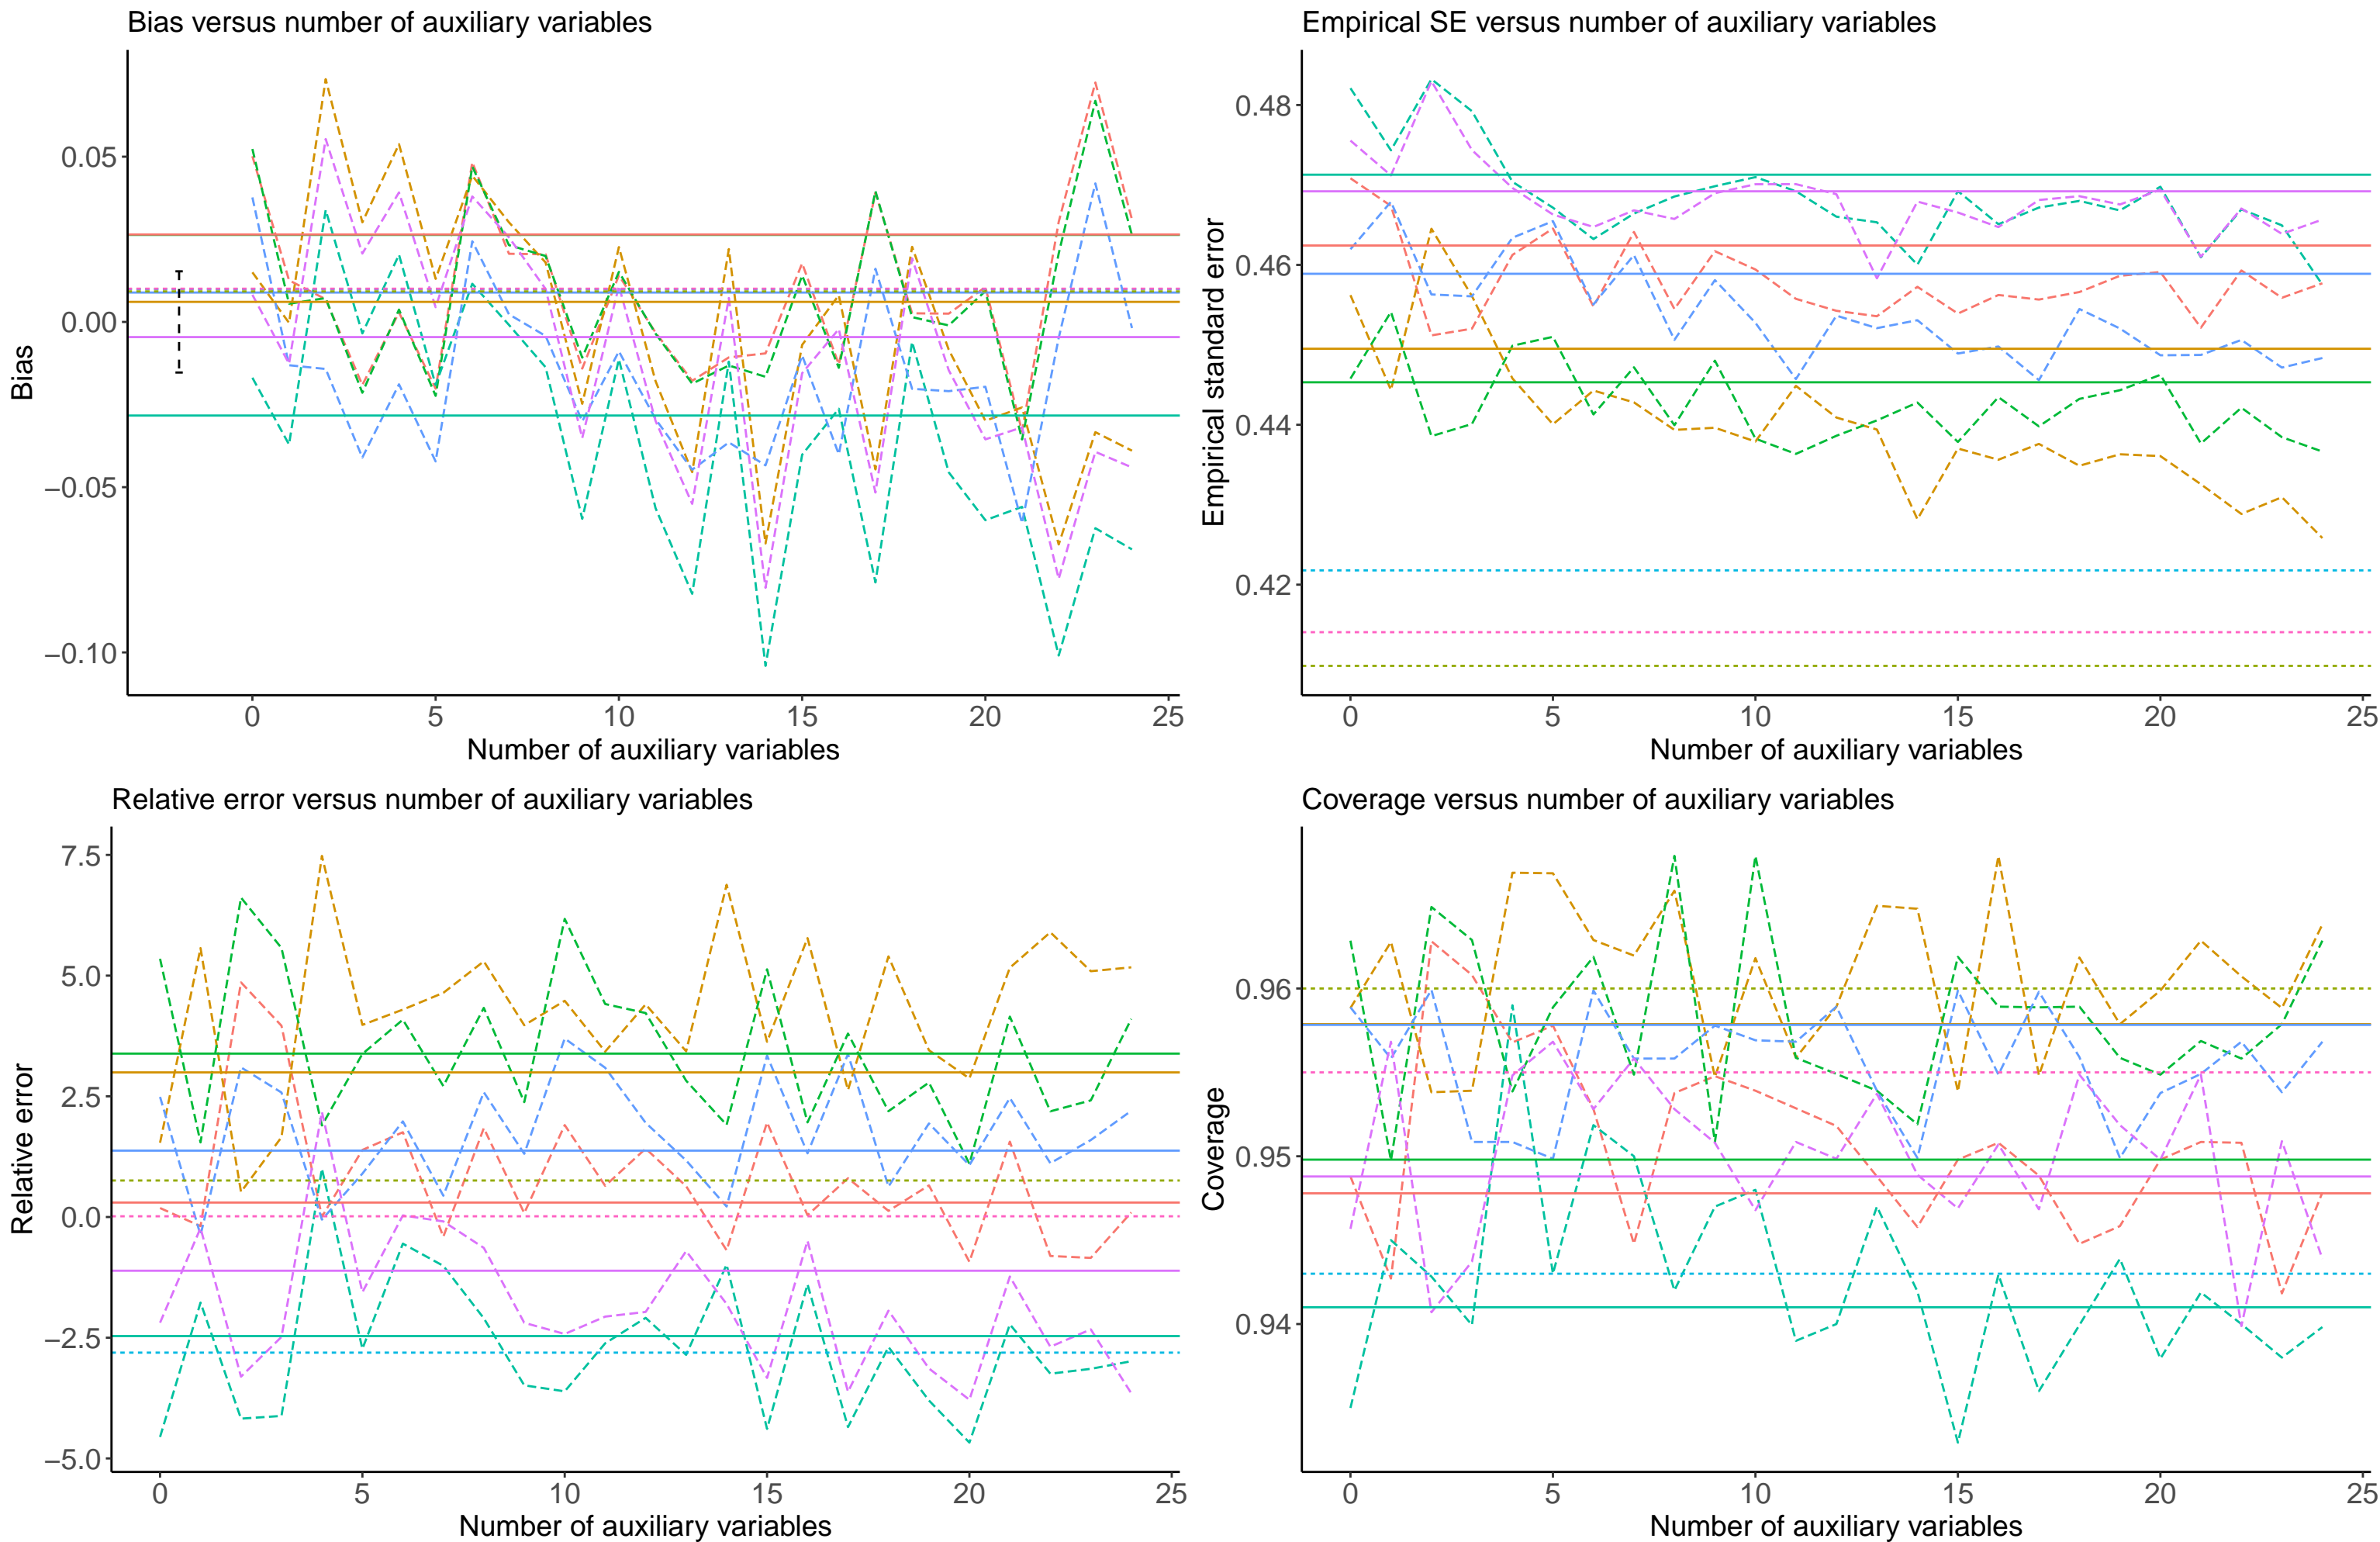 Bias versus number of auxiliary variables
Bias
0.05
0.00
−0.05
−0.10
0 5 10 15 20 25
Number of auxiliary variables
Empirical SE versus number of auxiliary variables
Empirical standard error
0.48
0.46
0.44
0.42
0 5 10 15 20 25
Number of auxiliary variables
Relative error versus number of auxiliary variables
Relative error
7.5
5.0
2.5
0.0
−2.5
−5.0
0 5 10 15 20 25
Number of auxiliary variables
Coverage versus number of auxiliary variables
Coverage
0.96
0.95
0.94
0 5 10 15 20 25
Number of auxiliary variables